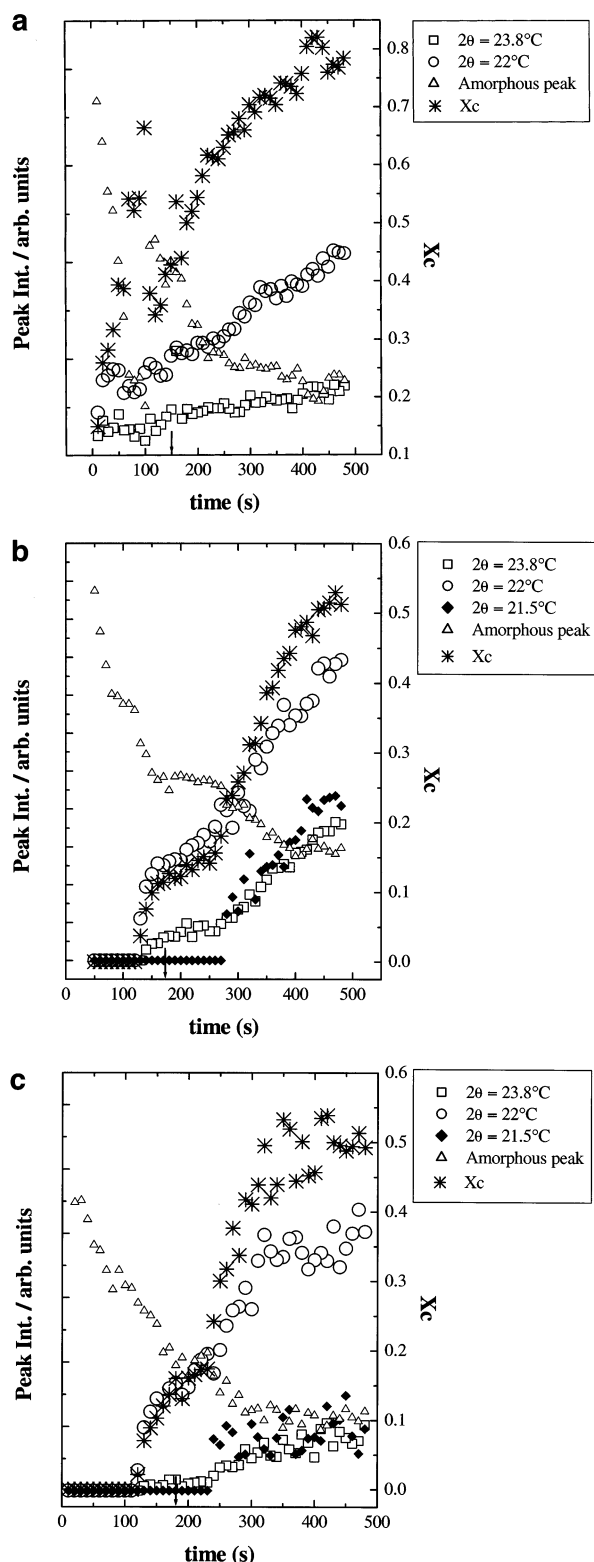 a
2θ = 23.8°C
2θ = 22°C
Amorphous peak
Xc
Peak Int. / arb. units
0.8
0.7
0.6
0.5
0.4
0.3
0.2
0.1
Xc
0 100 200 300 400 500
time (s)
b
2θ = 23.8°C
2θ = 22°C
2θ = 21.5°C
Amorphous peak
Xc
Peak Int. / arb. units
0.6
0.5
0.4
0.3
0.2
0.1
0.0
Xc
0 100 200 300 400 500
time (s)
c
2θ = 23.8°C
2θ = 22°C
2θ = 21.5°C
Amorphous peak
Xc
Peak Int. / arb. units
0.6
0.5
0.4
0.3
0.2
0.1
0.0
Xc
0 100 200 300 400 500
time (s)